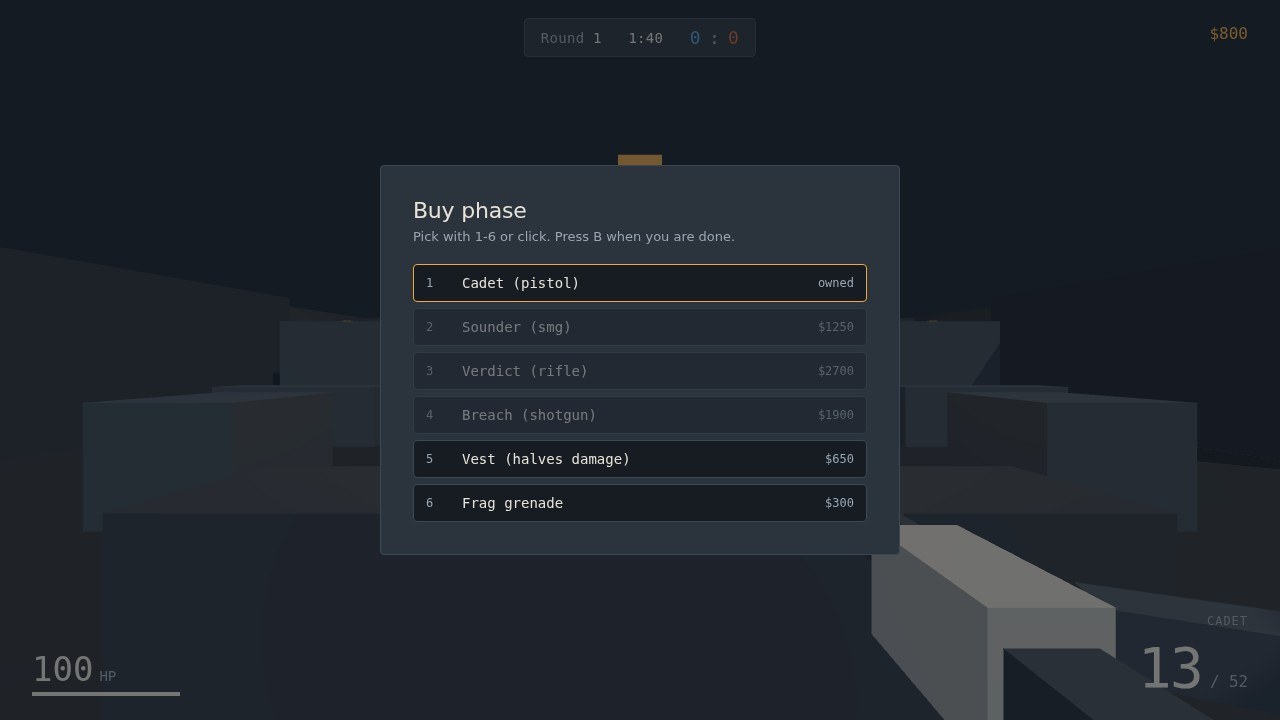 Round 1 1:40 0 : 0
$800
Buy phase
Pick with 1-6 or click. Press B when you are done.
1 Cadet (pistol) owned
2 Sounder (smg) $1250
3 Verdict (rifle) $2700
4 Breach (shotgun) $1900
5 Vest (halves damage) $650
6 Frag grenade $300
CADET
100 HP
13 / 52